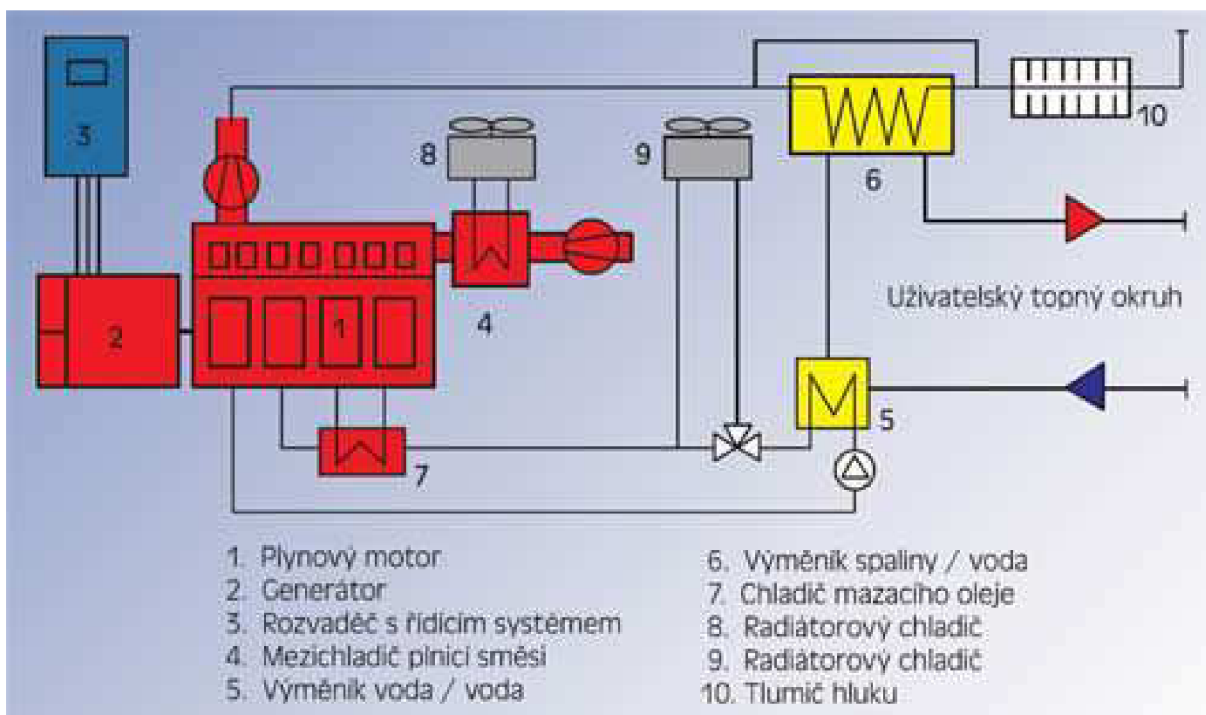 3
8
9
6
10
Uživatelský topný okruh
2
1
4
5
7
1. Plynový motor
2. Generátor
3. Rozvaděč s řídicím systémem
4. Mezichladič plnicí směsi
5. Výměník voda / voda
6. Výměník spaliny / voda
7. Chladič mazacího oleje
8. Radiátorový chladič
9. Radiátorový chladič
10. Tlumič hluku